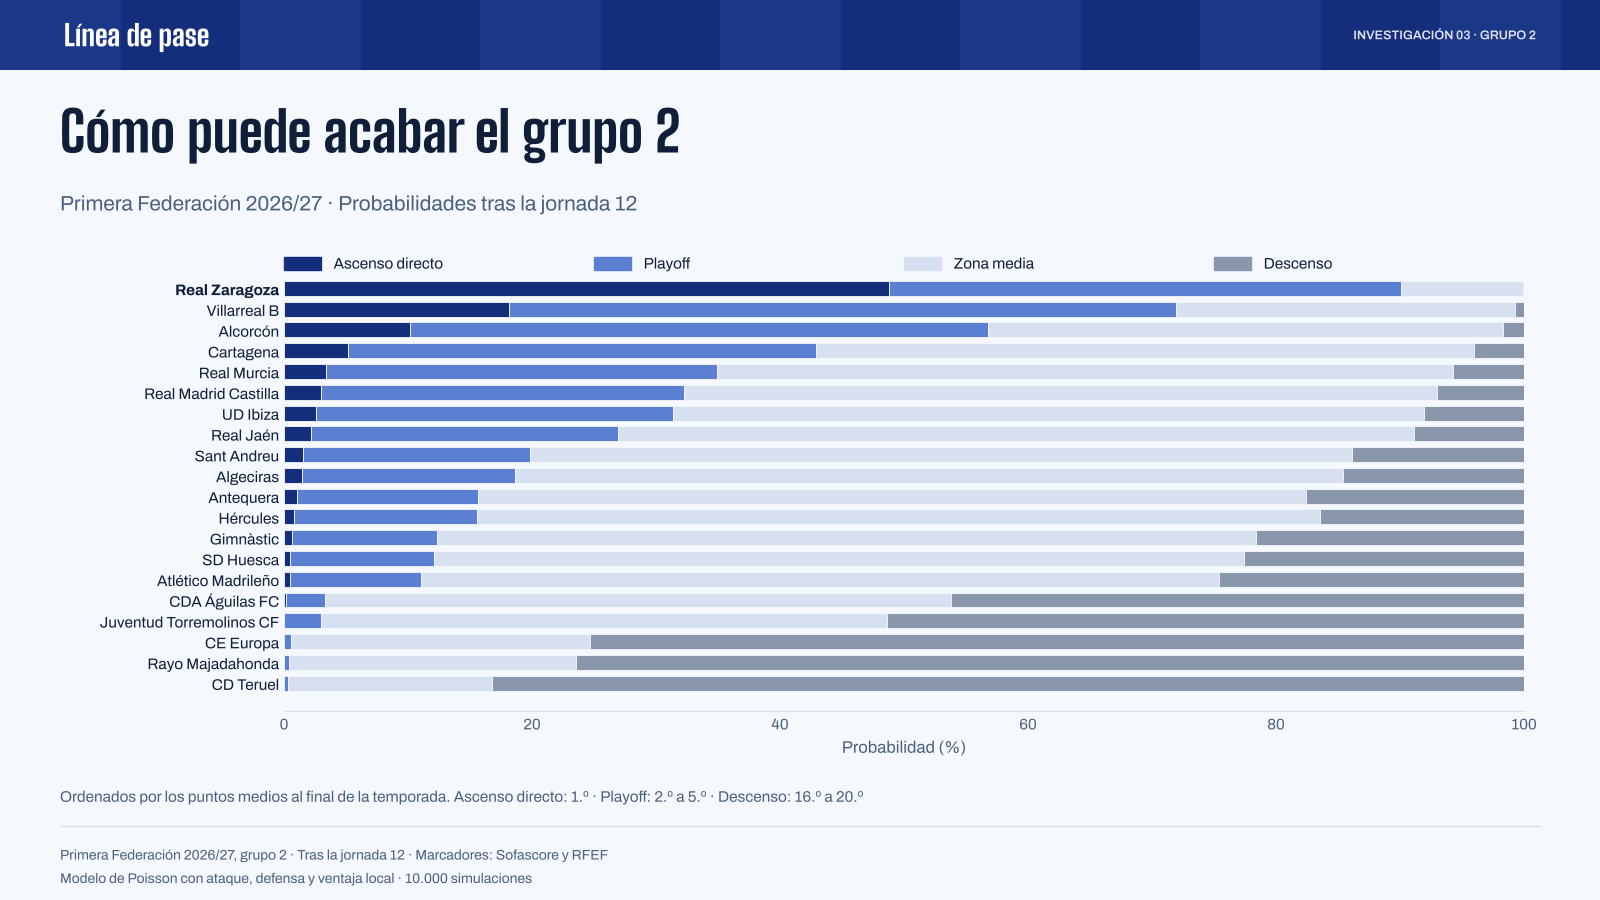 Línea de pase
INVESTIGACIÓN 03 · GRUPO 2
Cómo puede acabar el grupo 2
Primera Federación 2026/27 · Probabilidades tras la jornada 12
Ascenso directo
Playoff
Zona media
Descenso
Real Zaragoza
Villarreal B
Alcorcón
Cartagena
Real Murcia
Real Madrid Castilla
UD Ibiza
Real Jaén
Sant Andreu
Algeciras
Antequera
Hércules
Gimnàstic
SD Huesca
Atlético Madrileño
CDA Águilas FC
Juventud Torremolinos CF
CE Europa
Rayo Majadahonda
CD Teruel
0 20 40 60 80 100
Probabilidad (%)
Ordenados por los puntos medios al final de la temporada. Ascenso directo: 1.º · Playoff: 2.º a 5.º · Descenso: 16.º a 20.º
Primera Federación 2026/27, grupo 2 · Tras la jornada 12 · Marcadores: Sofascore y RFEF
Modelo de Poisson con ataque, defensa y ventaja local · 10.000 simulaciones